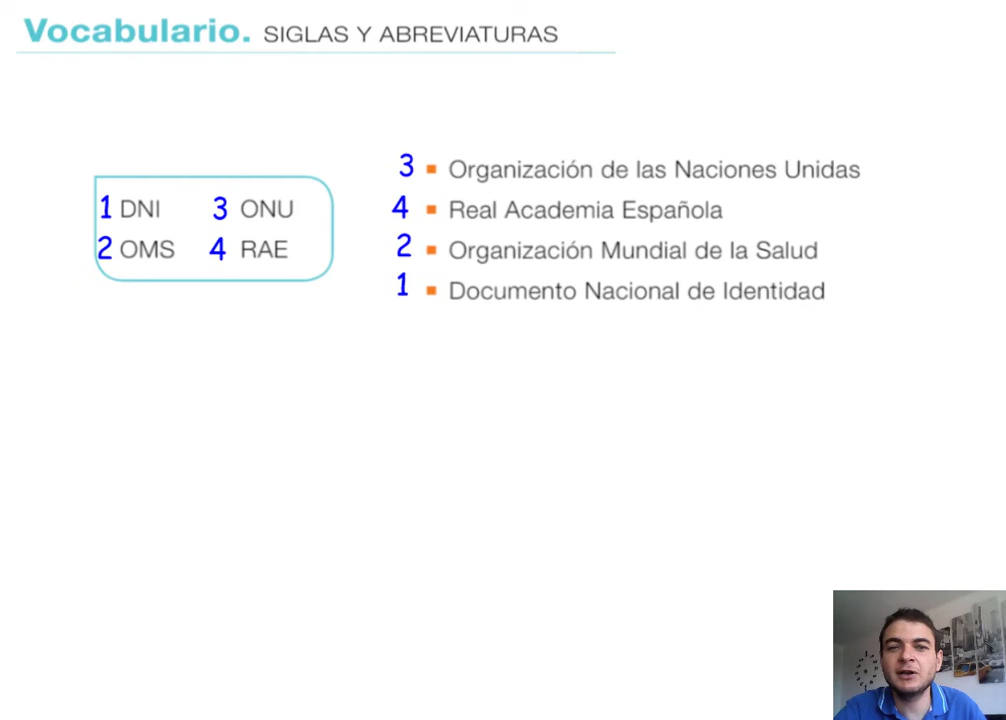 Vocabulario. SIGLAS Y ABREVIATURAS
1 DNI 3 ONU
2 OMS 4 RAE
3 ▪ Organización de las Naciones Unidas
4 ▪ Real Academia Española
2 ▪ Organización Mundial de la Salud
1 ▪ Documento Nacional de Identidad